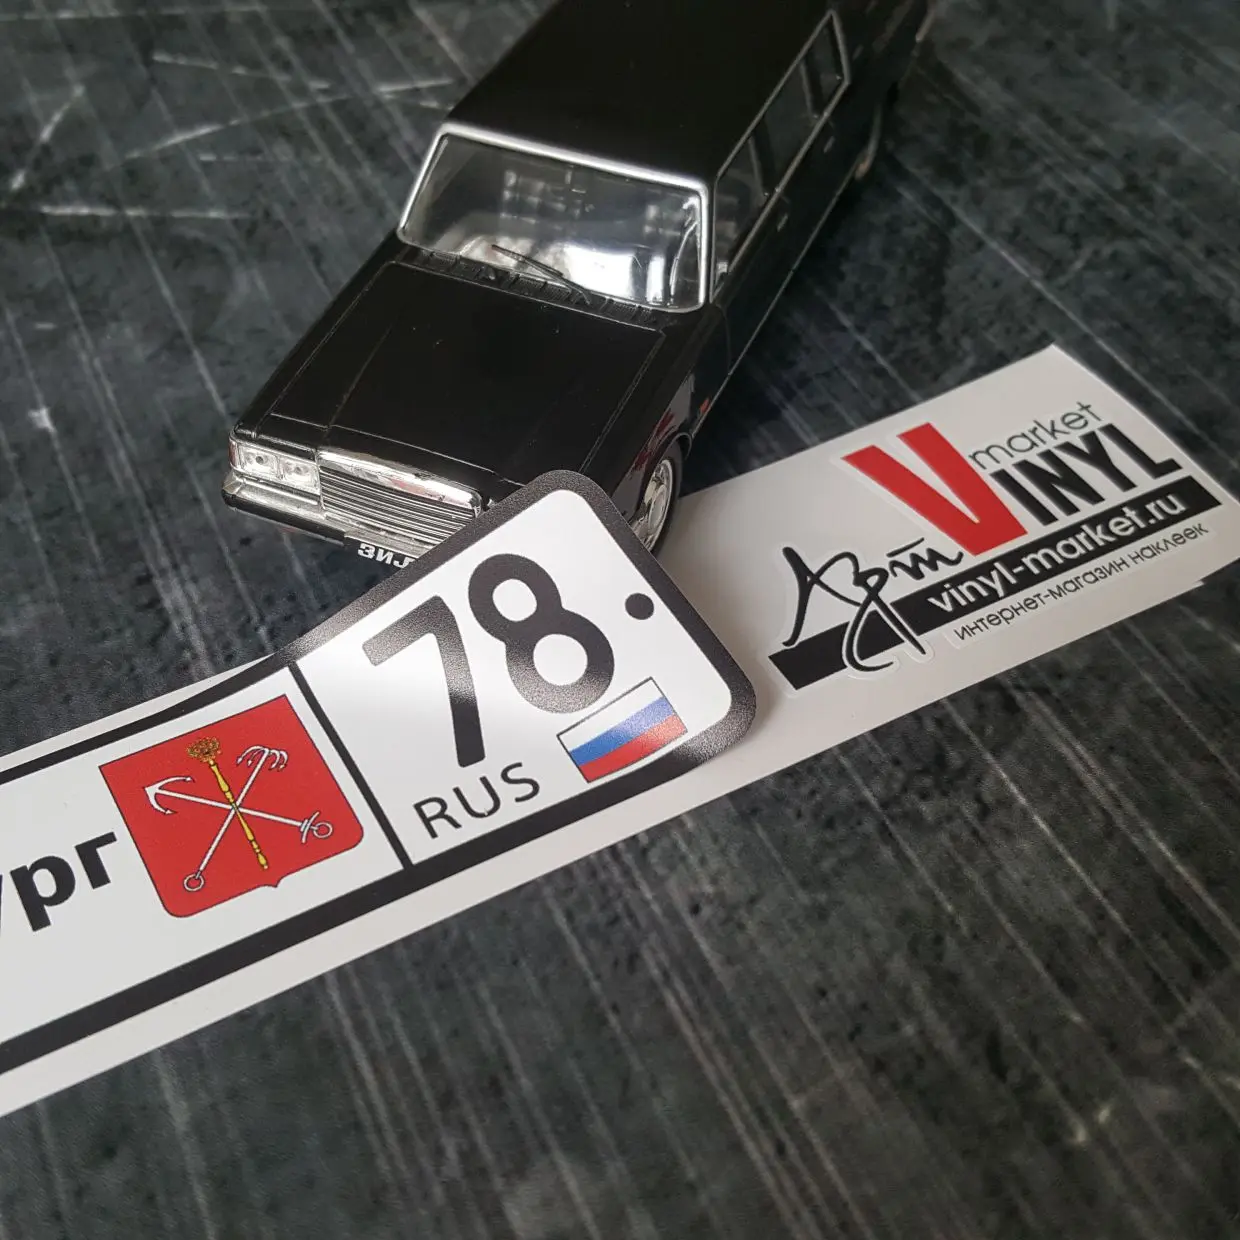 ЗИЛ
78
RUS
ург
market
VINYL
Арт
vinyl-market.ru
интернет-магазин наклеек